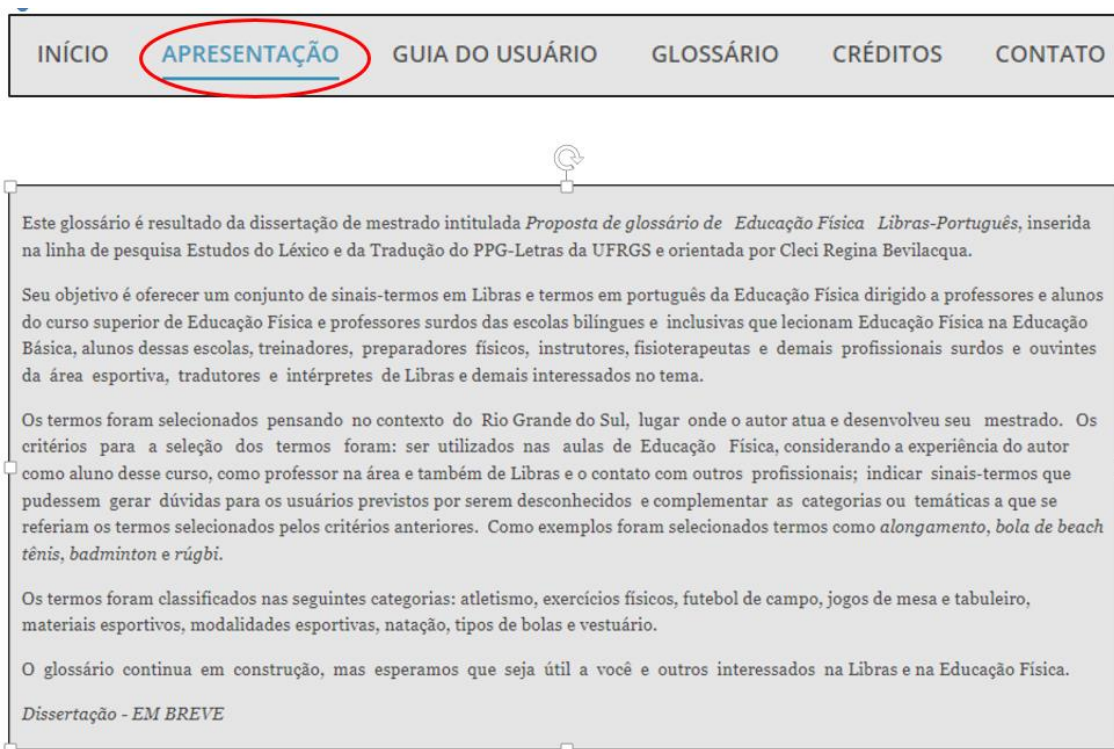 INÍCIO APRESENTAÇÃO GUIA DO USUÁRIO GLOSSÁRIO CRÉDITOS CONTATO
Este glossário é resultado da dissertação de mestrado intitulada Proposta de glossário de Educação Física Libras-Português, inserida
na linha de pesquisa Estudos do Léxico e da Tradução do PPG-Letras da UFRGS e orientada por Cleci Regina Bevilacqua.
Seu objetivo é oferecer um conjunto de sinais-termos em Libras e termos em português da Educação Física dirigido a professores e alunos
do curso superior de Educação Física e professores surdos das escolas bilíngues e inclusivas que lecionam Educação Física na Educação
Básica, alunos dessas escolas, treinadores, preparadores físicos, instrutores, fisioterapeutas e demais profissionais surdos e ouvintes
da área esportiva, tradutores e intérpretes de Libras e demais interessados no tema.
Os termos foram selecionados pensando no contexto do Rio Grande do Sul, lugar onde o autor atua e desenvolveu seu mestrado. Os
critérios para a seleção dos termos foram: ser utilizados nas aulas de Educação Física, considerando a experiência do autor
como aluno desse curso, como professor na área e também de Libras e o contato com outros profissionais; indicar sinais-termos que
pudessem gerar dúvidas para os usuários previstos por serem desconhecidos e complementar as categorias ou temáticas a que se
referiam os termos selecionados pelos critérios anteriores. Como exemplos foram selecionados termos como alongamento, bola de beach
tênis, badminton e rúgbi.
Os termos foram classificados nas seguintes categorias: atletismo, exercícios físicos, futebol de campo, jogos de mesa e tabuleiro,
materiais esportivos, modalidades esportivas, natação, tipos de bolas e vestuário.
O glossário continua em construção, mas esperamos que seja útil a você e outros interessados na Libras e na Educação Física.
Dissertação - EM BREVE